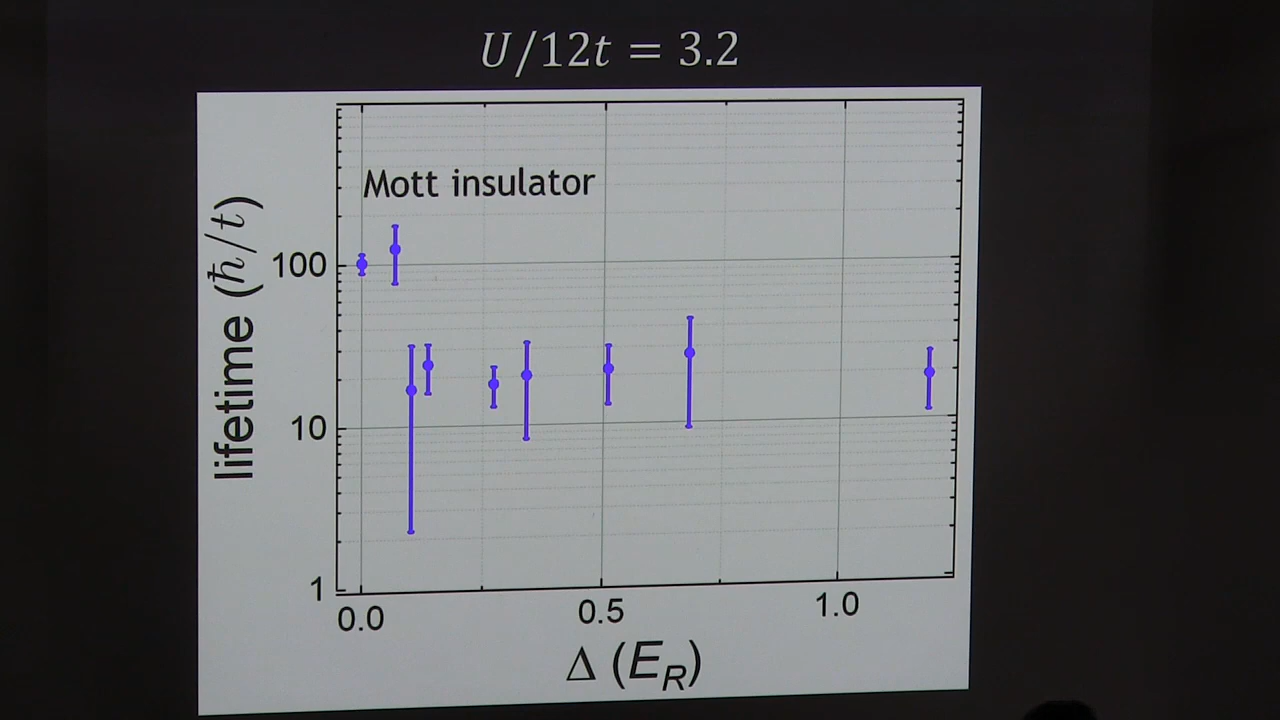 U/12t = 3.2
Mott insulator
lifetime (ħ/t)
100
10
1
0.0
0.5
1.0
Δ (E_R)